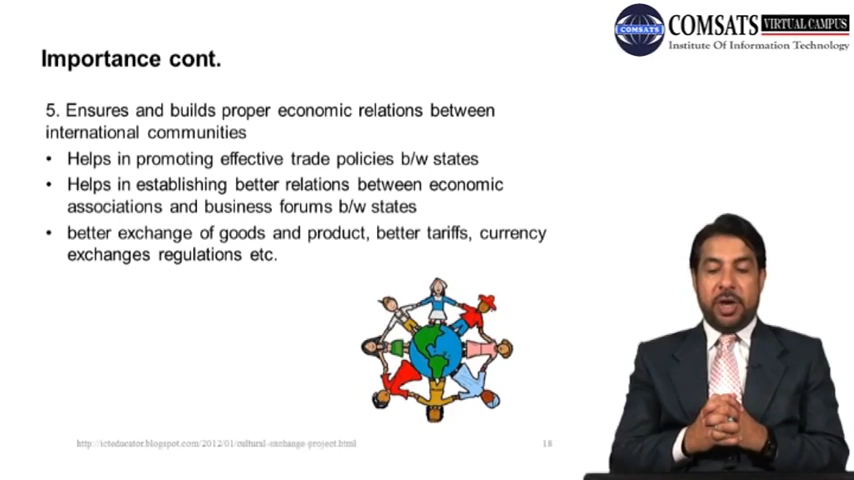 COMSATS
COMSATS VIRTUAL CAMPUS
Institute Of Information Technology
Importance cont.
5. Ensures and builds proper economic relations between
international communities
• Helps in promoting effective trade policies b/w states
• Helps in establishing better relations between economic
associations and business forums b/w states
• better exchange of goods and product, better tariffs, currency
exchanges regulations etc.
http://icteducator.blogspot.com/2012/01/cultural-exchange-project.html
18